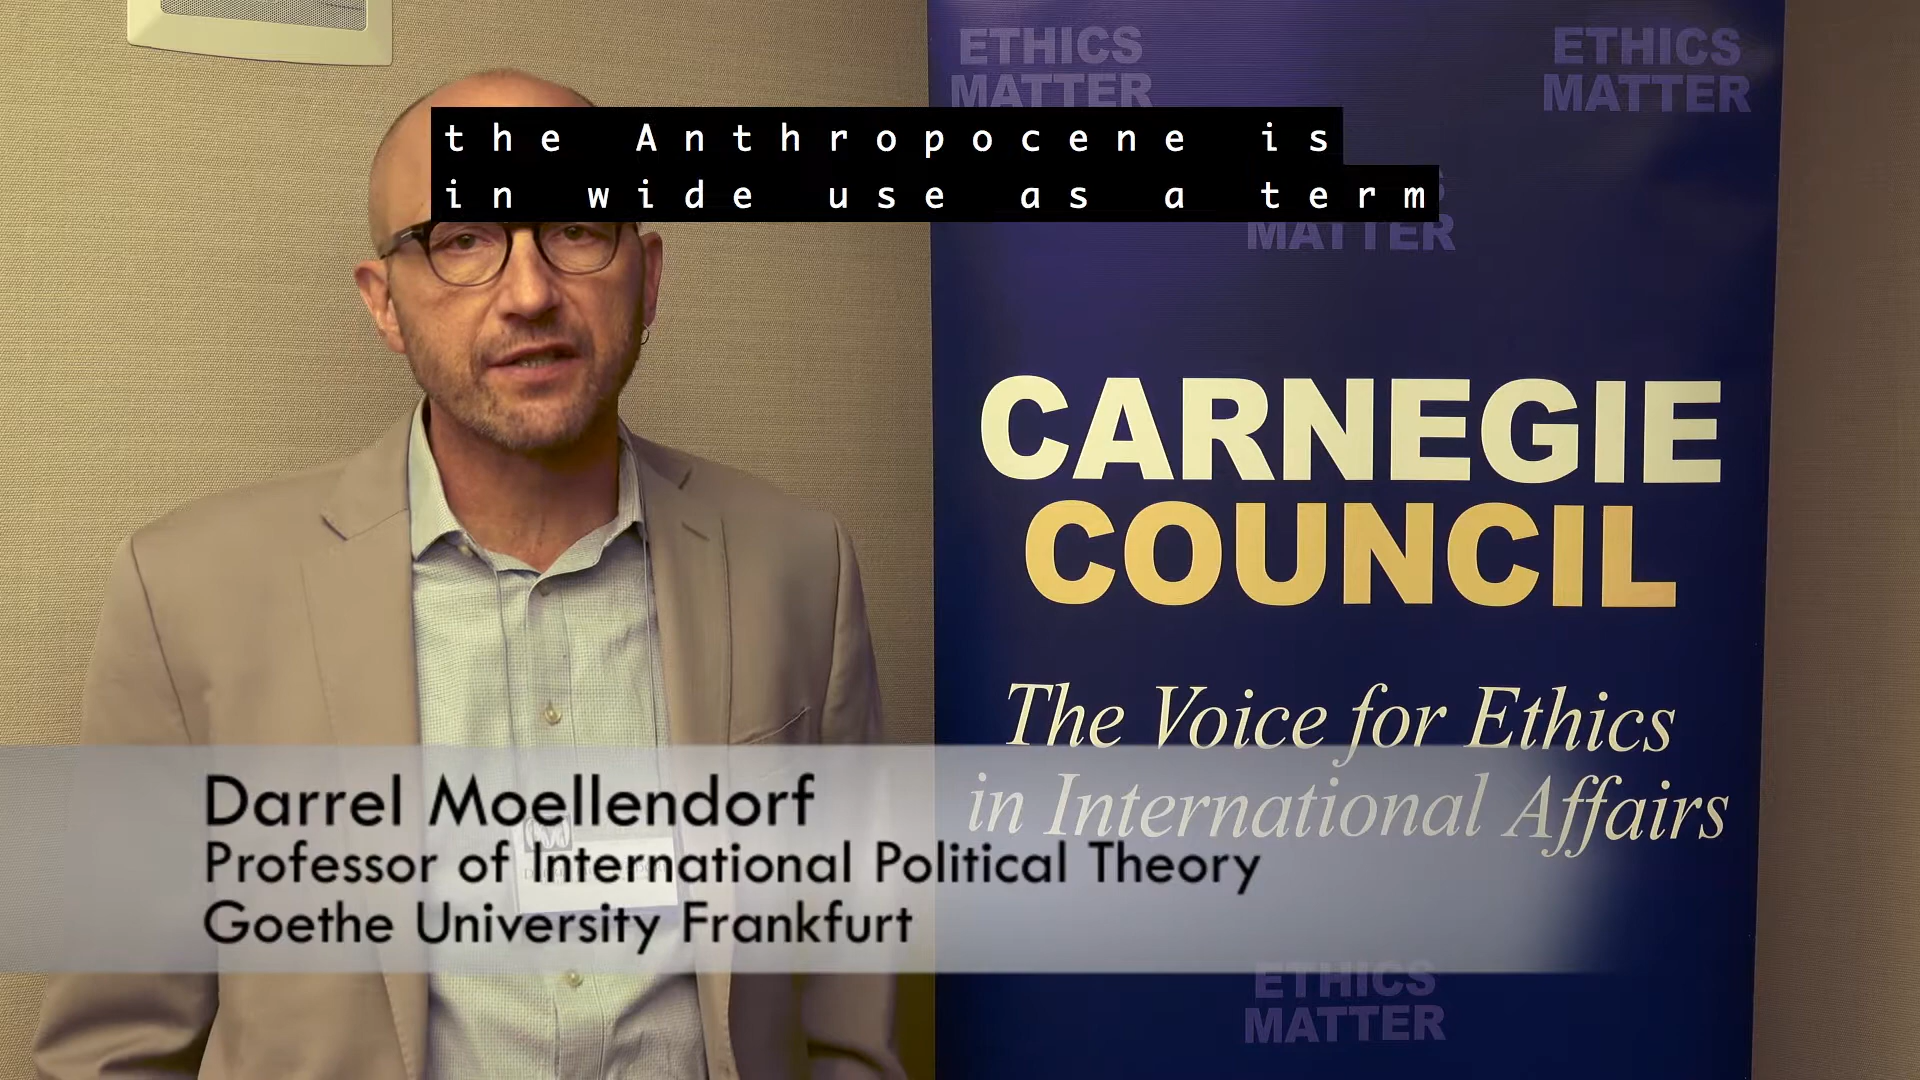 ETHICS
MATTER
ETHICS
MATTER
the Anthropocene is
in wide use as a term
MATTER
CARNEGIE
COUNCIL
The Voice for Ethics
in International Affairs
Darrel Moellendorf
Professor of International Political Theory
Goethe University Frankfurt
ETHICS
MATTER